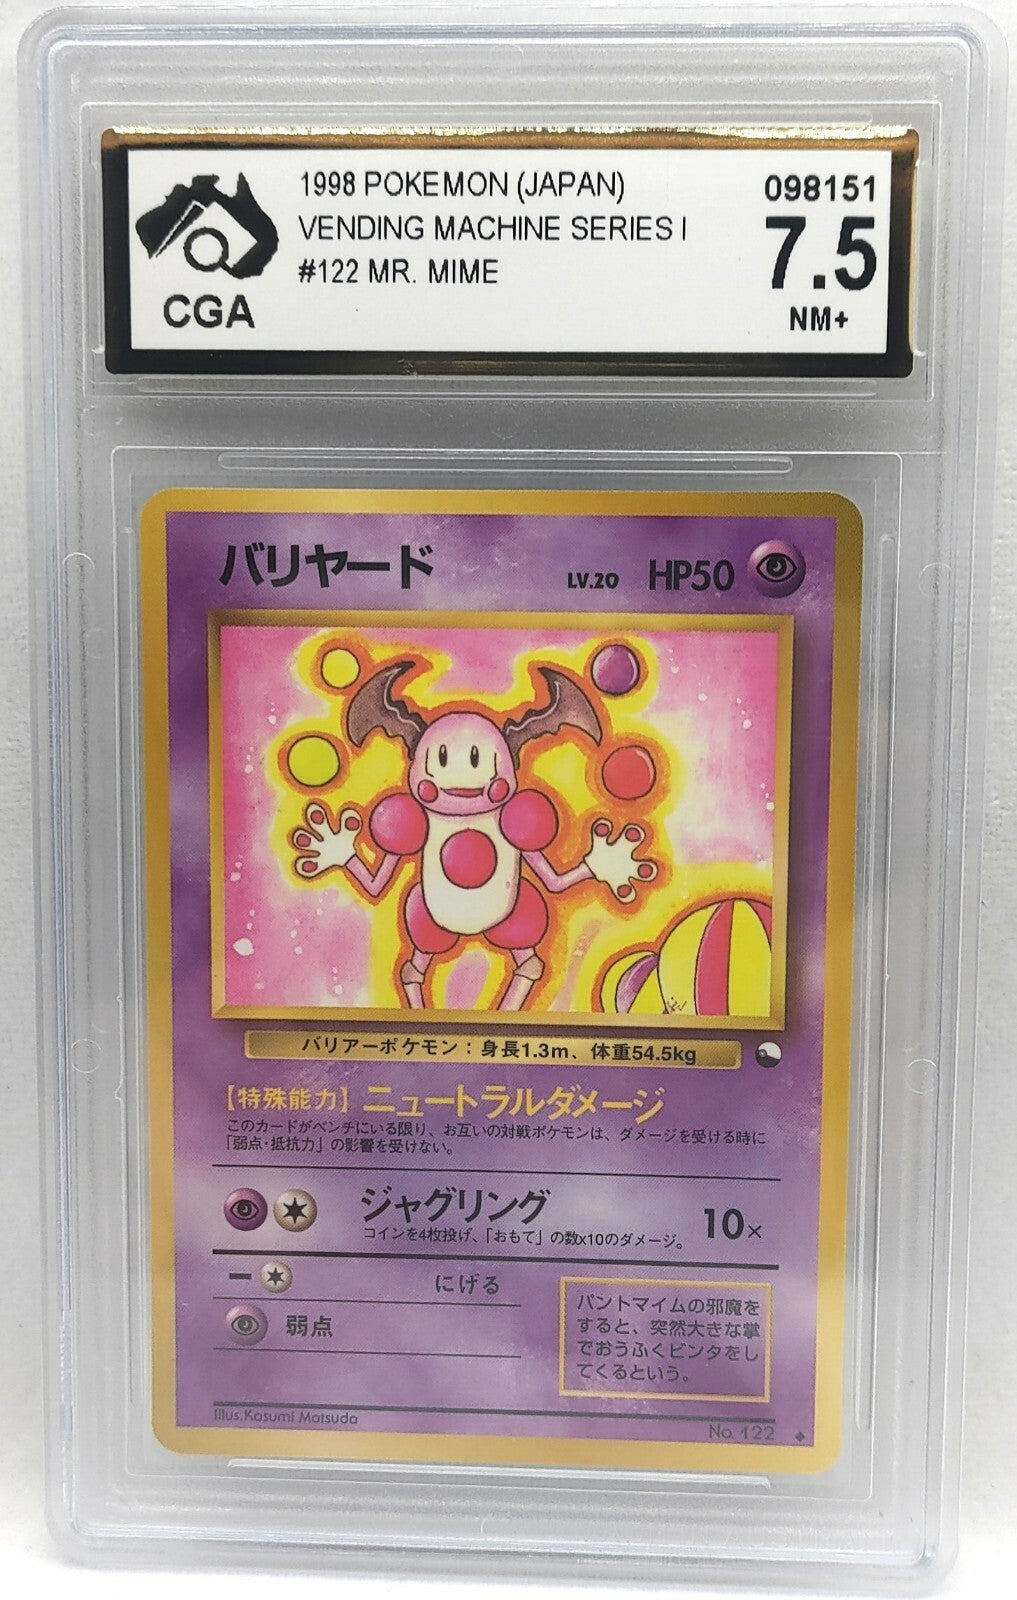 1998 POKEMON (JAPAN)
VENDING MACHINE SERIES I
#122 MR. MIME
098151
7.5
NM+
CGA
バリヤード
LV.20 HP50
バリアーポケモン：身長1.3m、体重54.5kg
【特殊能力】ニュートラルダメージ
このカードがベンチにいる限り、お互いの対戦ポケモンは、ダメージを受ける時に
「弱点・抵抗力」の影響を受けない。
ジャグリング 10×
コインを4枚投げ、「おもて」の数×10のダメージ。
にげる
弱点
パントマイムの邪魔を
すると、突然大きな掌
でおうふくビンタをし
てくるという。
Illus.Kasumi Matsuda
No. 122